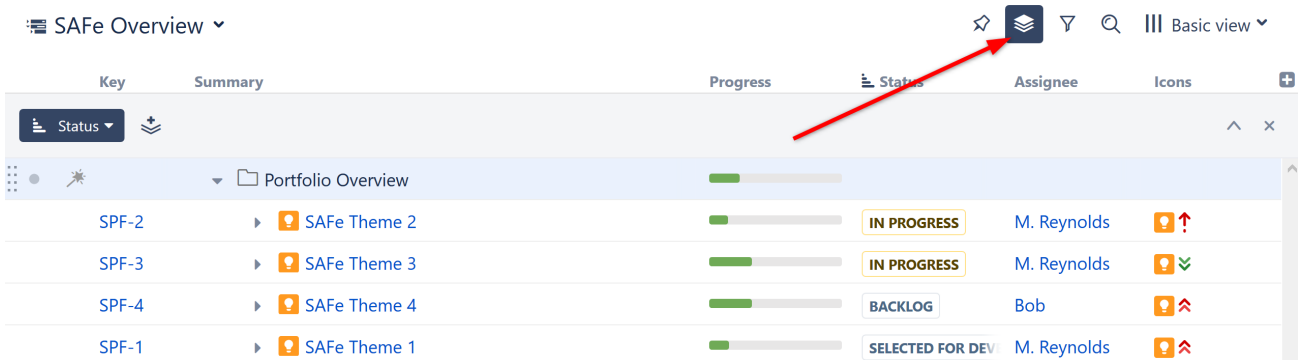 SAFe Overview Basic view
Key Summary Progress Status Assignee Icons
Status
Portfolio Overview
SPF-2 SAFe Theme 2 IN PROGRESS M. Reynolds
SPF-3 SAFe Theme 3 IN PROGRESS M. Reynolds
SPF-4 SAFe Theme 4 BACKLOG Bob
SPF-1 SAFe Theme 1 SELECTED FOR DEV M. Reynolds